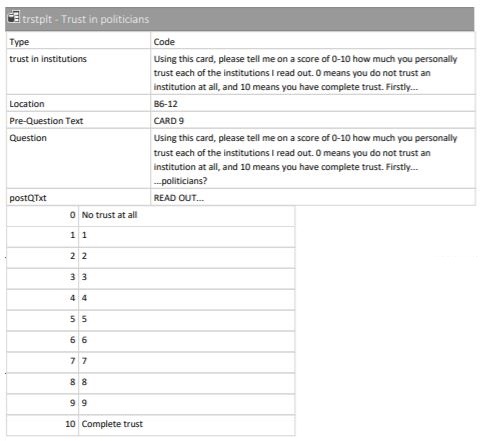 trstplt - Trust in politicians
Type Code
trust in institutions Using this card, please tell me on a score of 0-10 how much you personally
trust each of the institutions I read out. 0 means you do not trust an
institution at all, and 10 means you have complete trust. Firstly...
Location B6-12
Pre-Question Text CARD 9
Question Using this card, please tell me on a score of 0-10 how much you personally
trust each of the institutions I read out. 0 means you do not trust an
institution at all, and 10 means you have complete trust. Firstly...
...politicians?
postQTxt READ OUT...
0 No trust at all
1 1
2 2
3 3
4 4
5 5
6 6
7 7
8 8
9 9
10 Complete trust